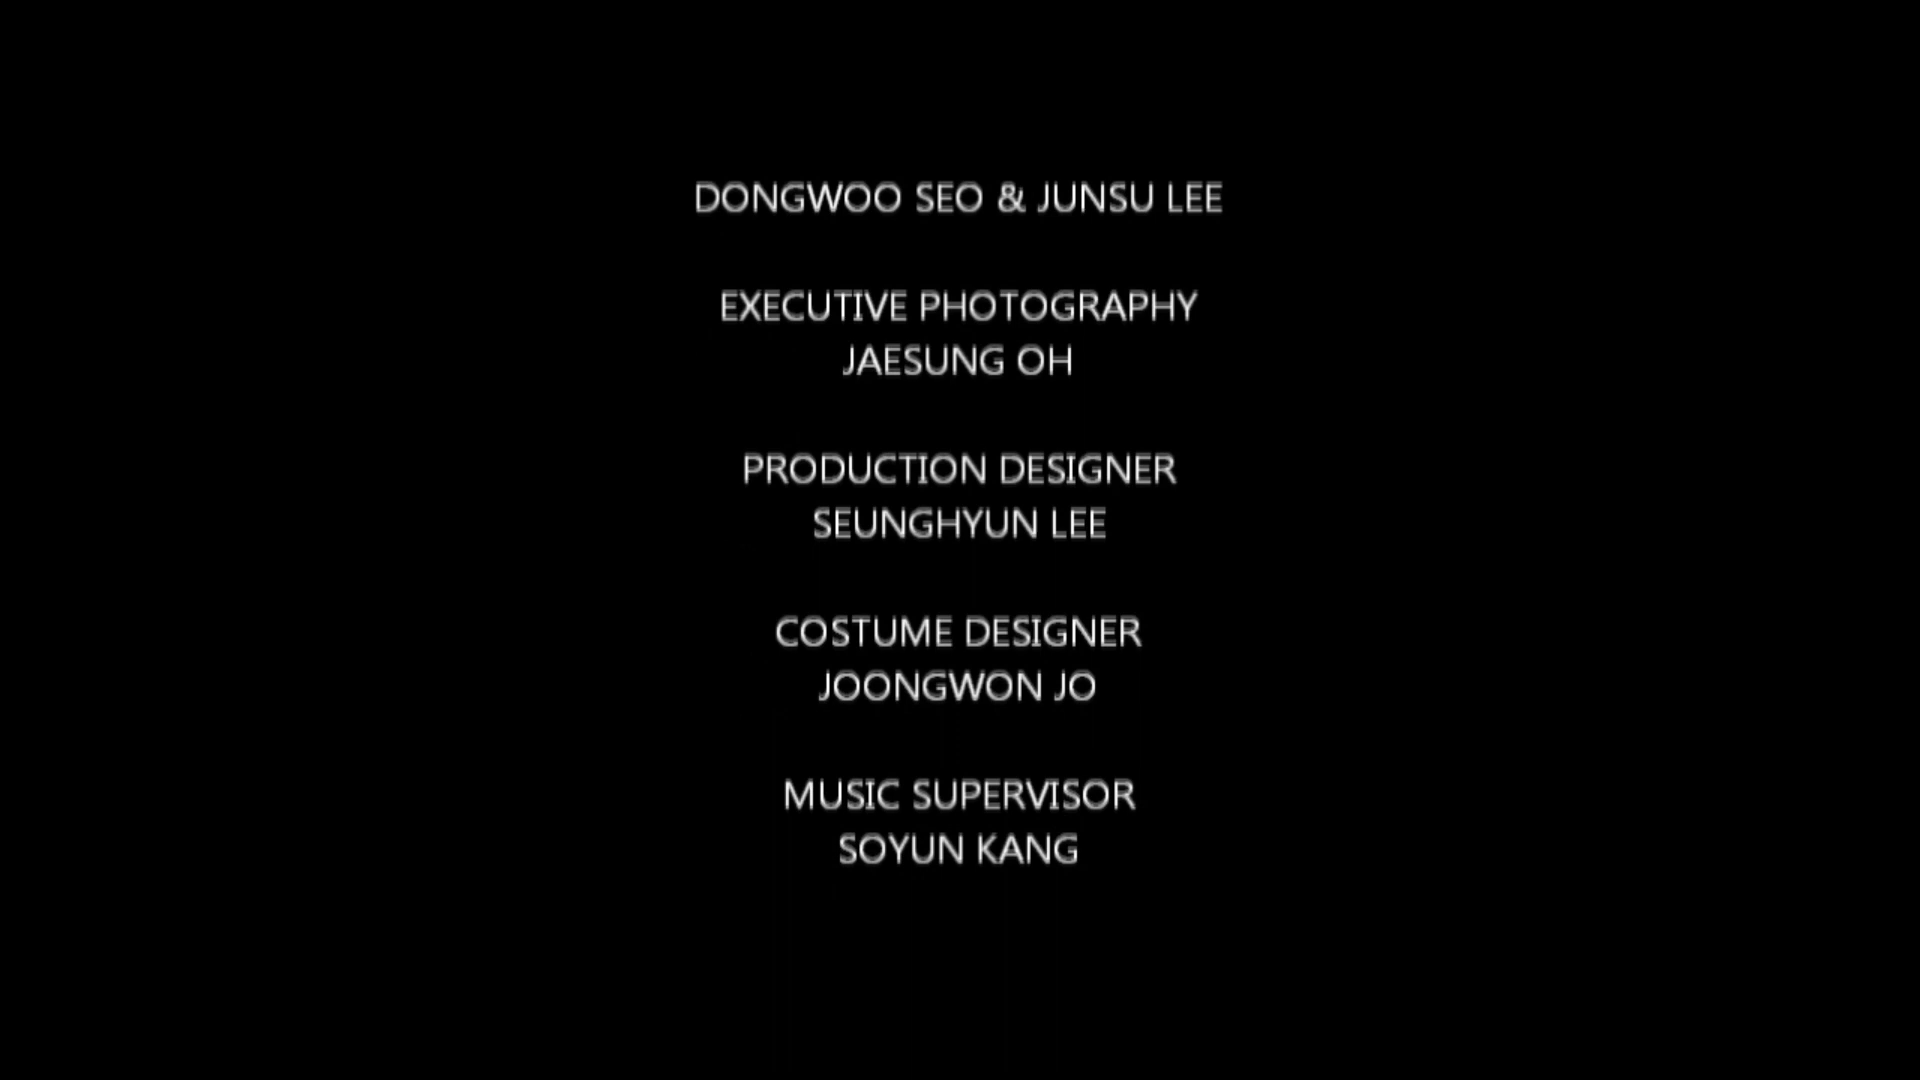 DONGWOO SEO & JUNSU LEE
EXECUTIVE PHOTOGRAPHY
JAESUNG OH
PRODUCTION DESIGNER
SEUNGHYUN LEE
COSTUME DESIGNER
JOONGWON JO
MUSIC SUPERVISOR
SOYUN KANG